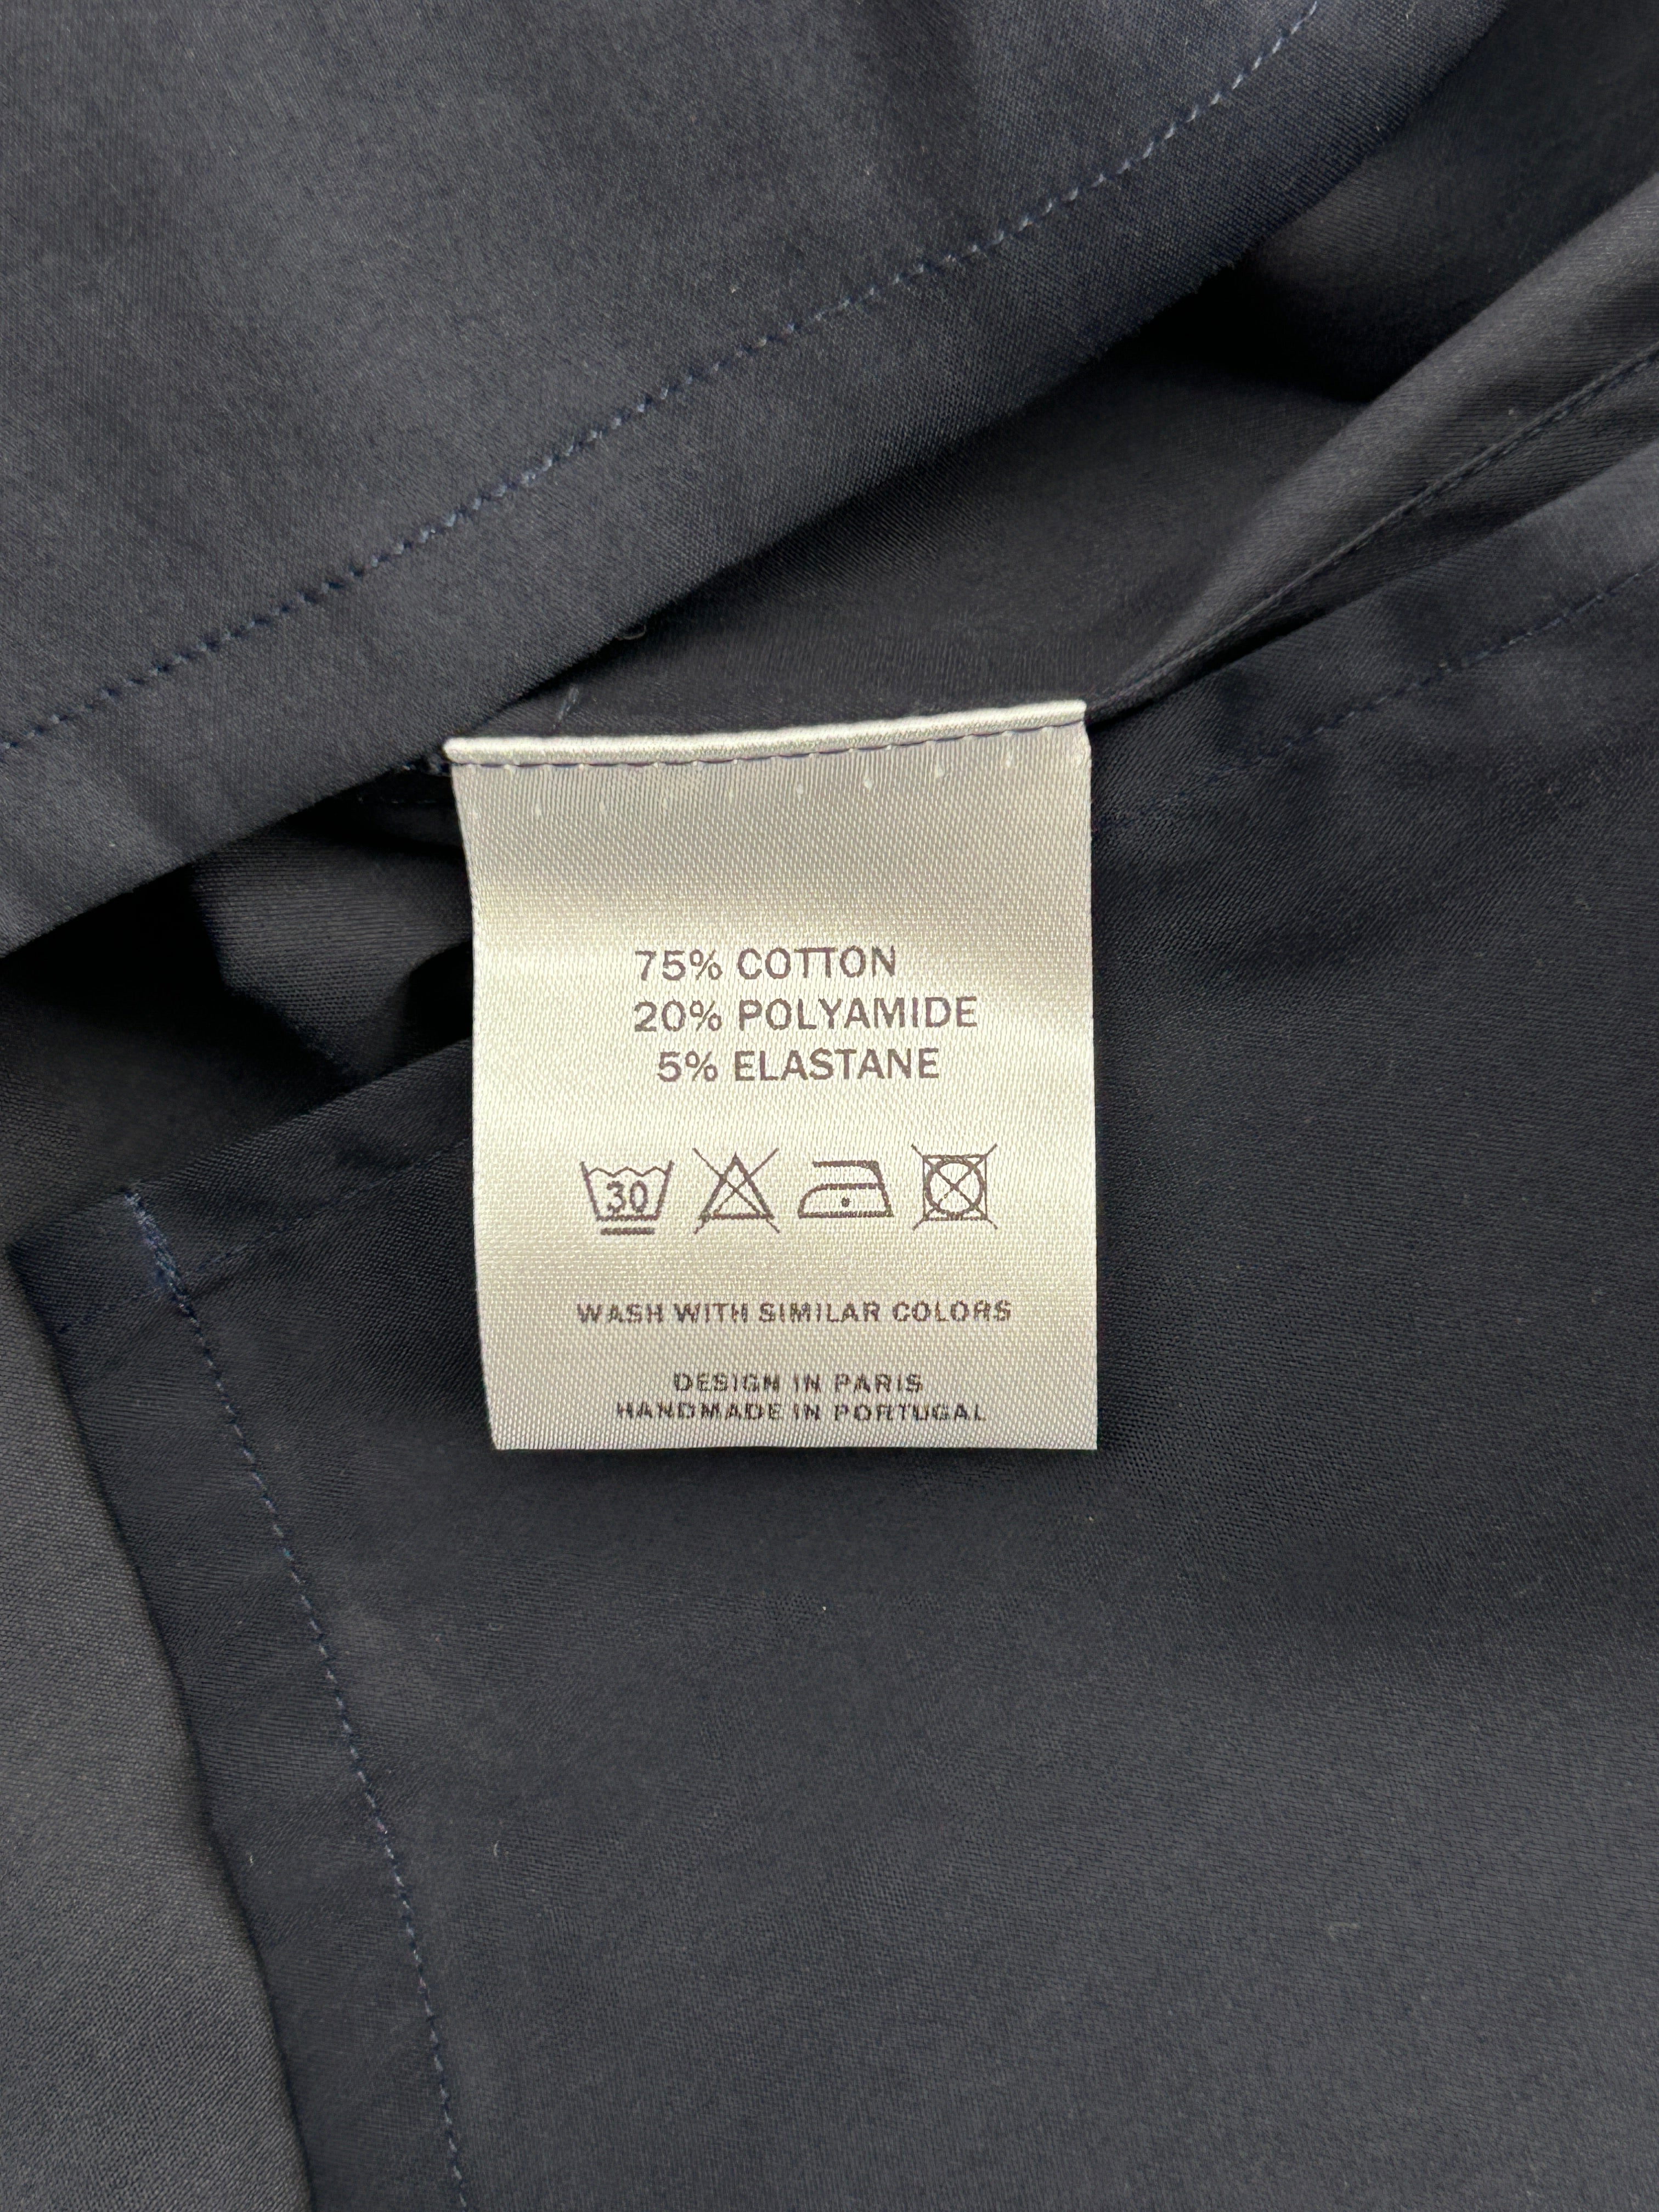 75% COTTON
20% POLYAMIDE
5% ELASTANE
30
WASH WITH SIMILAR COLORS
DESIGN IN PARIS
HANDMADE IN PORTUGAL